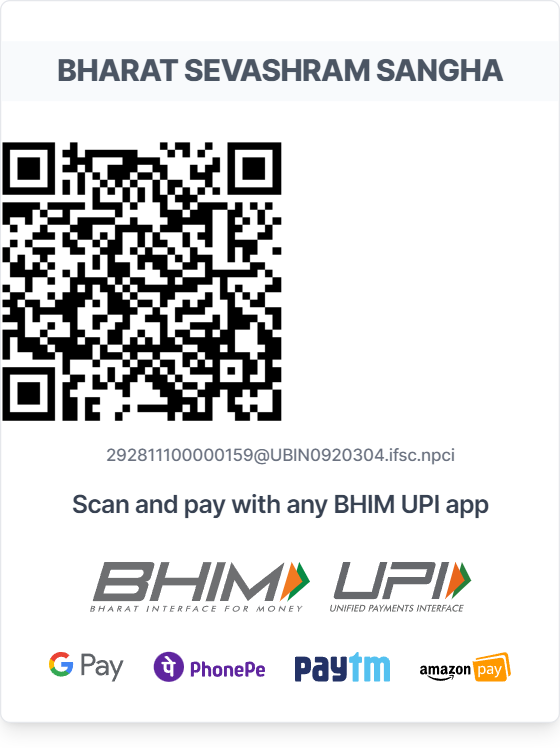 BHARAT SEVASHRAM SANGHA
292811100000159@UBIN0920304.ifsc.npci
Scan and pay with any BHIM UPI app
BHIM UPI
BHARAT INTERFACE FOR MONEY UNIFIED PAYMENTS INTERFACE
G Pay पे PhonePe paytm amazon pay